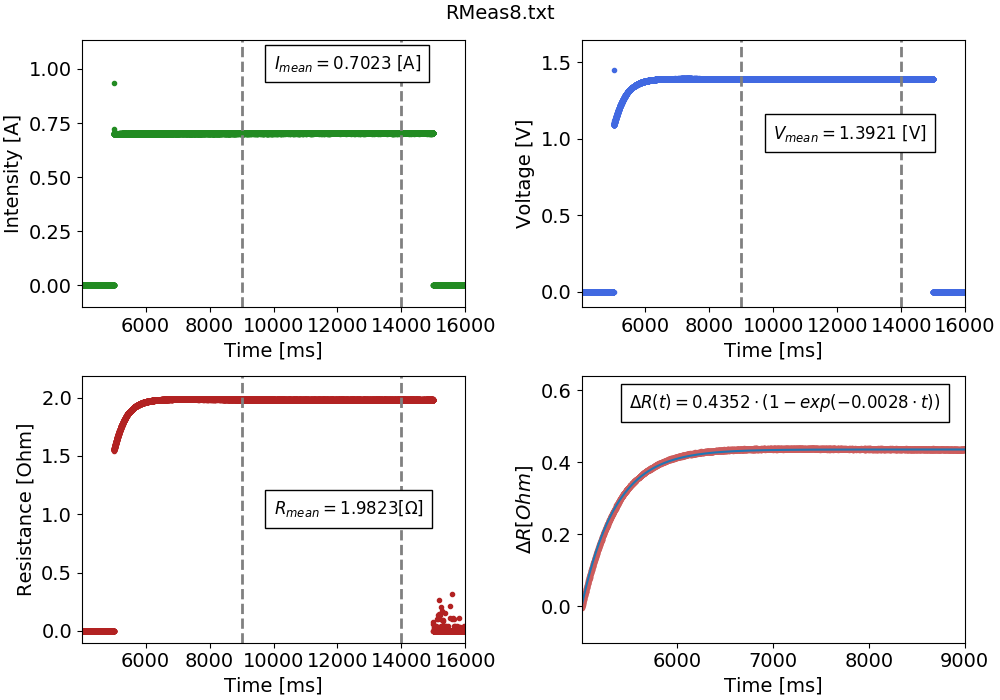 RMeas8.txt
1.00
0.75
0.50
0.25
0.00
Intensity [A]
I_mean = 0.7023 [A]
6000 8000 10000 12000 14000 16000
Time [ms]
1.5
1.0
0.5
0.0
Voltage [V]
V_mean = 1.3921 [V]
6000 8000 10000 12000 14000 16000
Time [ms]
2.0
1.5
1.0
0.5
0.0
Resistance [Ohm]
R_mean = 1.9823[Ω]
6000 8000 10000 12000 14000 16000
Time [ms]
0.6
0.4
0.2
0.0
ΔR[Ohm]
ΔR(t) = 0.4352 · (1 − exp(−0.0028 · t))
6000 7000 8000 9000
Time [ms]